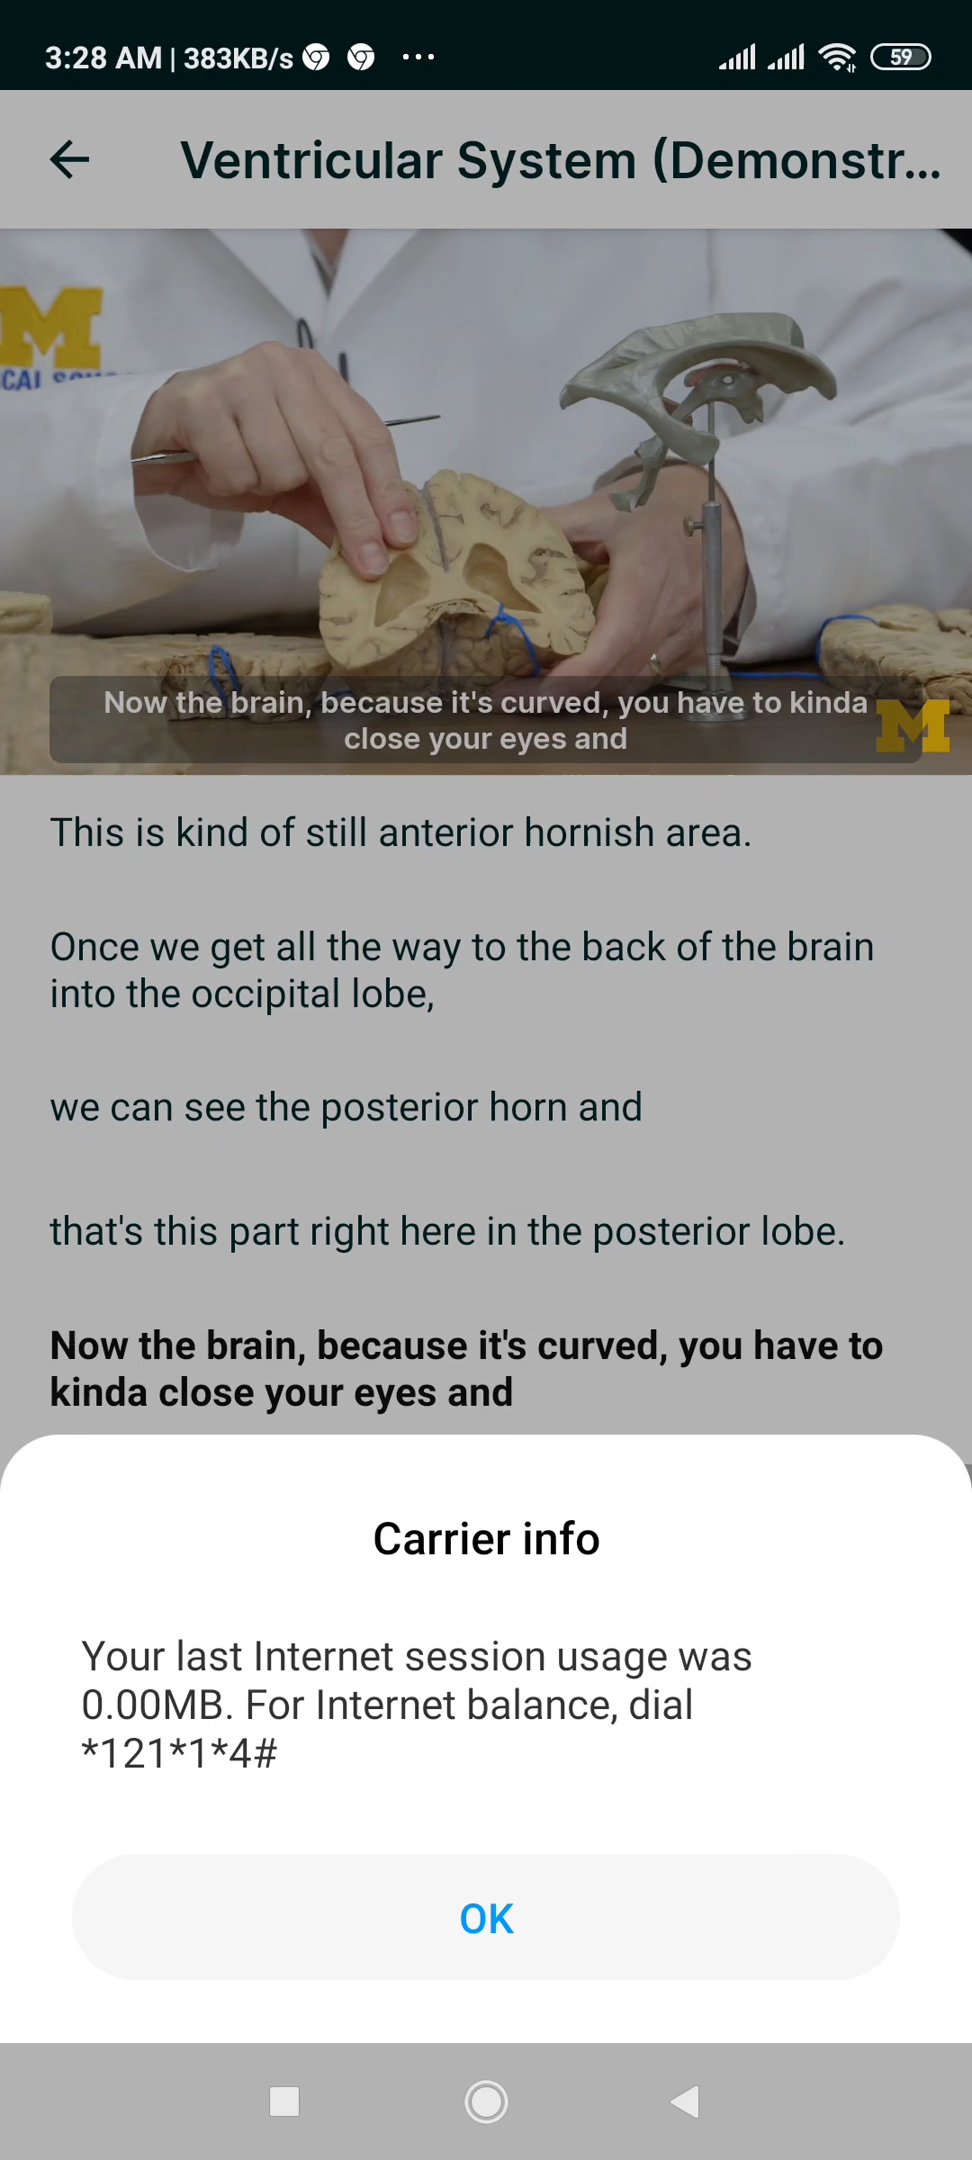 3:28 AM | 383KB/s ... 59
Ventricular System (Demonstr...
M
M
Now the brain, because it's curved, you have to kinda
close your eyes and
This is kind of still anterior hornish area.
Once we get all the way to the back of the brain
into the occipital lobe,
we can see the posterior horn and
that's this part right here in the posterior lobe.
Now the brain, because it's curved, you have to
kinda close your eyes and
Carrier info
Your last Internet session usage was
0.00MB. For Internet balance, dial
*121*1*4#
OK